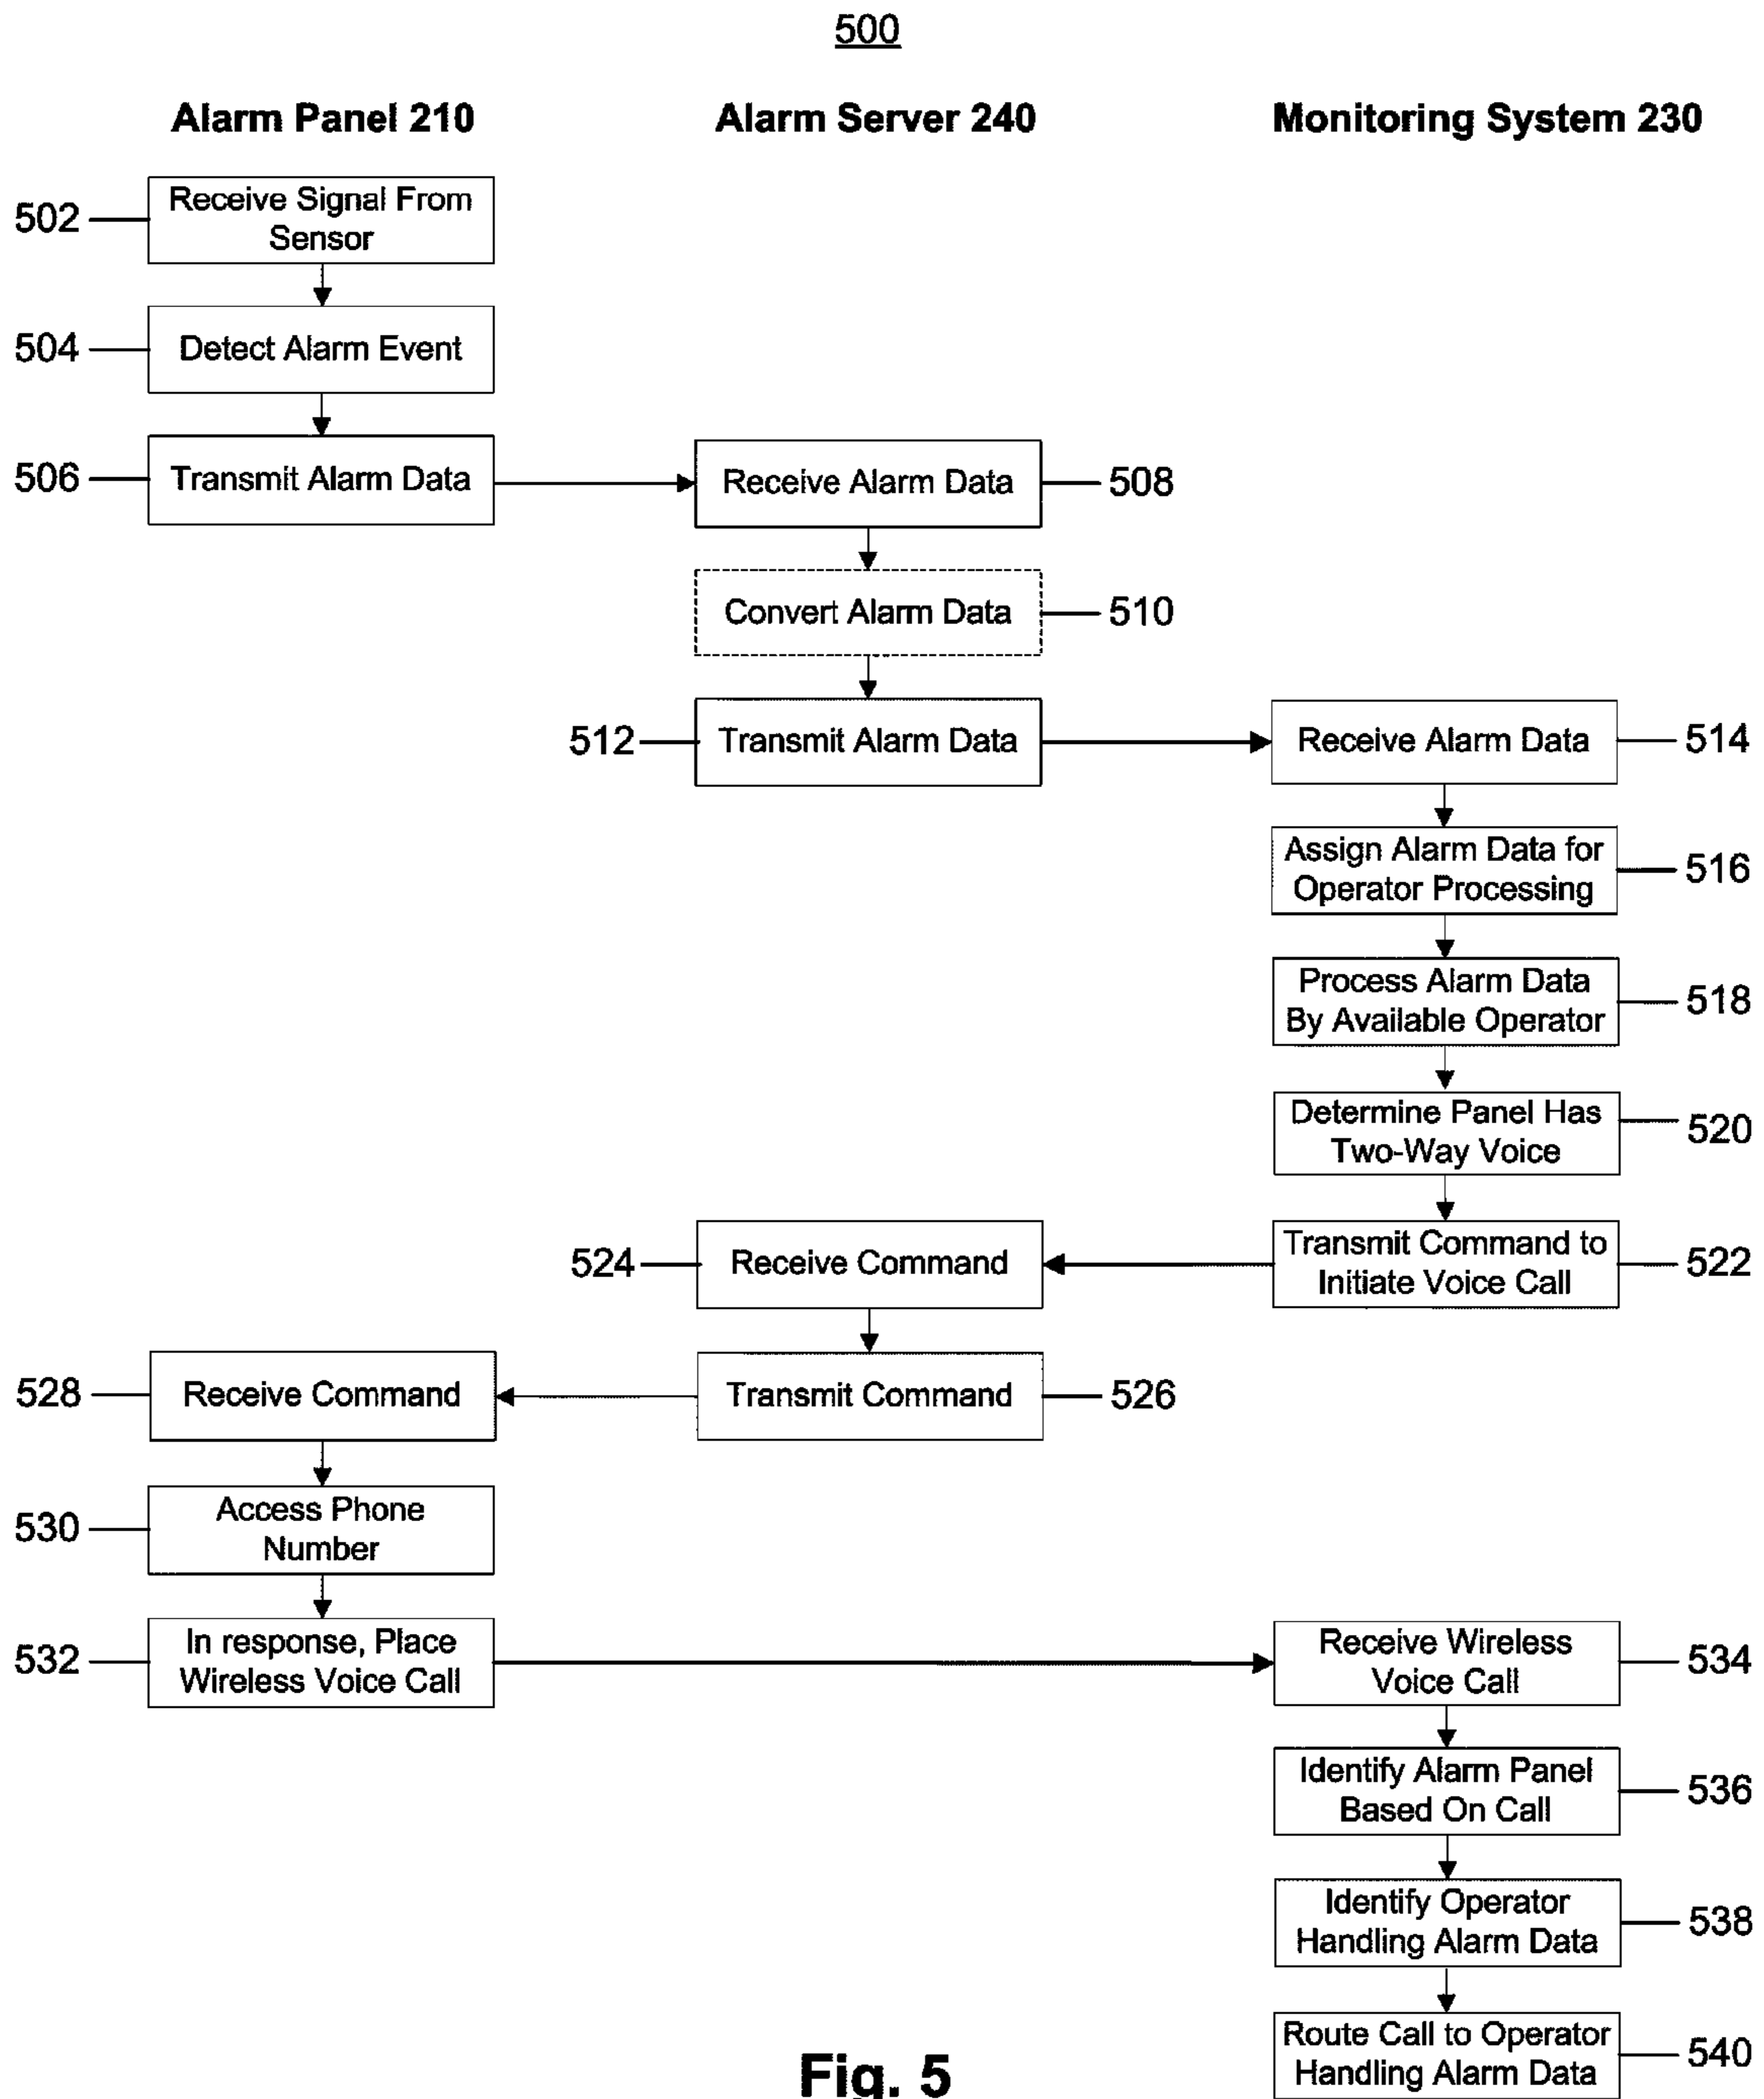 500
Alarm Panel 210
Alarm Server 240
Monitoring System 230
502
Receive Signal From
Sensor
504
Detect Alarm Event
506
Transmit Alarm Data
Receive Alarm Data
508
Convert Alarm Data
510
512
Transmit Alarm Data
Receive Alarm Data
514
Assign Alarm Data for
Operator Processing
516
Process Alarm Data
By Available Operator
518
Determine Panel Has
Two-Way Voice
520
Transmit Command to
Initiate Voice Call
522
524
Receive Command
Transmit Command
526
528
Receive Command
530
Access Phone
Number
532
In response, Place
Wireless Voice Call
Receive Wireless
Voice Call
534
Identify Alarm Panel
Based On Call
536
Identify Operator
Handling Alarm Data
538
Route Call to Operator
Handling Alarm Data
540
Fig. 5